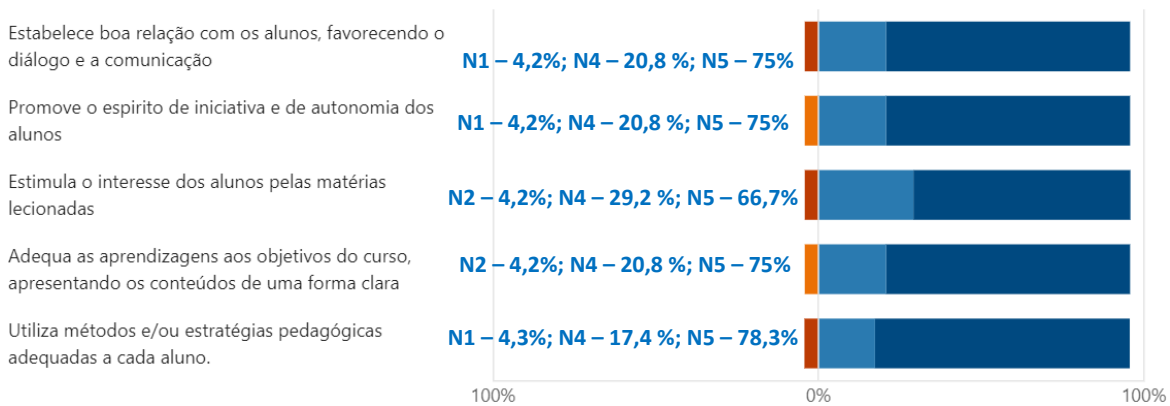 Estabelece boa relação com os alunos, favorecendo o
diálogo e a comunicação
N1 – 4,2%; N4 – 20,8 %; N5 – 75%
Promove o espirito de iniciativa e de autonomia dos
alunos
N1 – 4,2%; N4 – 20,8 %; N5 – 75%
Estimula o interesse dos alunos pelas matérias
lecionadas
N2 – 4,2%; N4 – 29,2 %; N5 – 66,7%
Adequa as aprendizagens aos objetivos do curso,
apresentando os conteúdos de uma forma clara
N2 – 4,2%; N4 – 20,8 %; N5 – 75%
Utiliza métodos e/ou estratégias pedagógicas
adequadas a cada aluno.
N1 – 4,3%; N4 – 17,4 %; N5 – 78,3%
100% 0% 100%